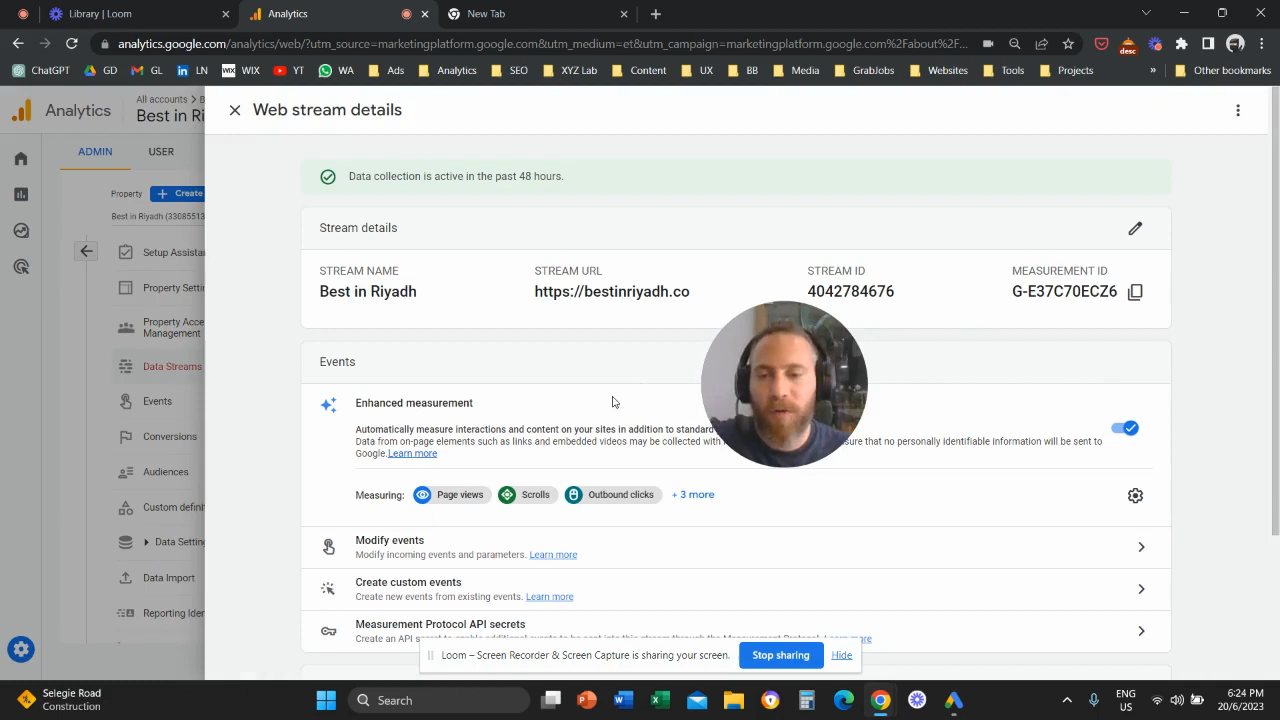 Library | Loom
Analytics
New Tab
analytics.google.com/analytics/web/?utm_source=marketingplatform.google.com&utm_medium=et&utm_campaign=marketingplatform.google.com%2Fabout%2F...
desc
ChatGPT GD GL LN WIX WIX YT WA Ads Analytics SEO XYZ Lab Content UX BB Media GrabJobs Websites Tools Projects » Other bookmarks
Analytics
All accounts > B
Best in Ri
Web stream details
ADMIN USER
Property + Create
Best in Riyadh (33085513
Setup Assistan
Property Setti
Property Acce
Management
Data Streams
Events
Conversions
Audiences
Custom defini
Data Setting
Data Import
Reporting Iden
Data collection is active in the past 48 hours.
Stream details
STREAM NAME STREAM URL STREAM ID MEASUREMENT ID
Best in Riyadh https://bestinriyadh.co 4042784676 G-E37C70ECZ6
Events
Enhanced measurement
Automatically measure interactions and content on your sites in addition to standard
Data from on-page elements such as links and embedded videos may be collected with sure that no personally identifiable information will be sent to
Google. Learn more
Measuring: Page views Scrolls Outbound clicks + 3 more
Modify events
Modify incoming events and parameters. Learn more
Create custom events
Create new events from existing events. Learn more
Measurement Protocol API secrets
Loom – Screen Recorder & Screen Capture is sharing your screen. Stop sharing Hide
Selegie Road
Construction
Search
ENG
US
6:24 PM
20/6/2023